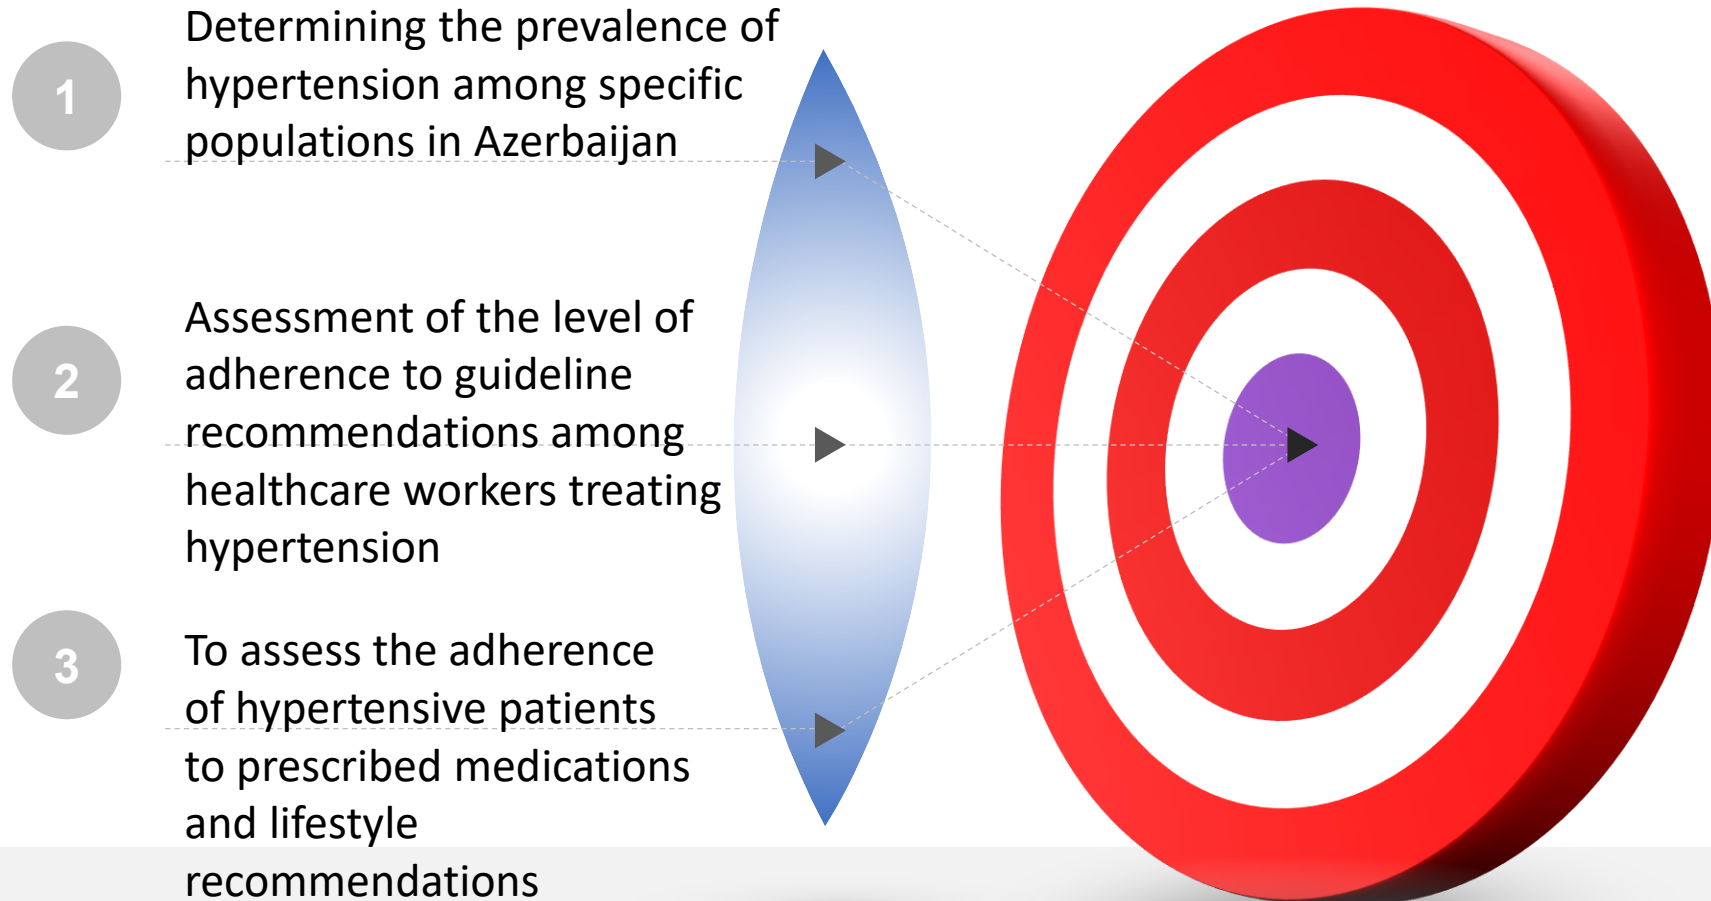 1
Determining the prevalence of
hypertension among specific
populations in Azerbaijan
2
Assessment of the level of
adherence to guideline
recommendations among
healthcare workers treating
hypertension
3
To assess the adherence
of hypertensive patients
to prescribed medications
and lifestyle
recommendations